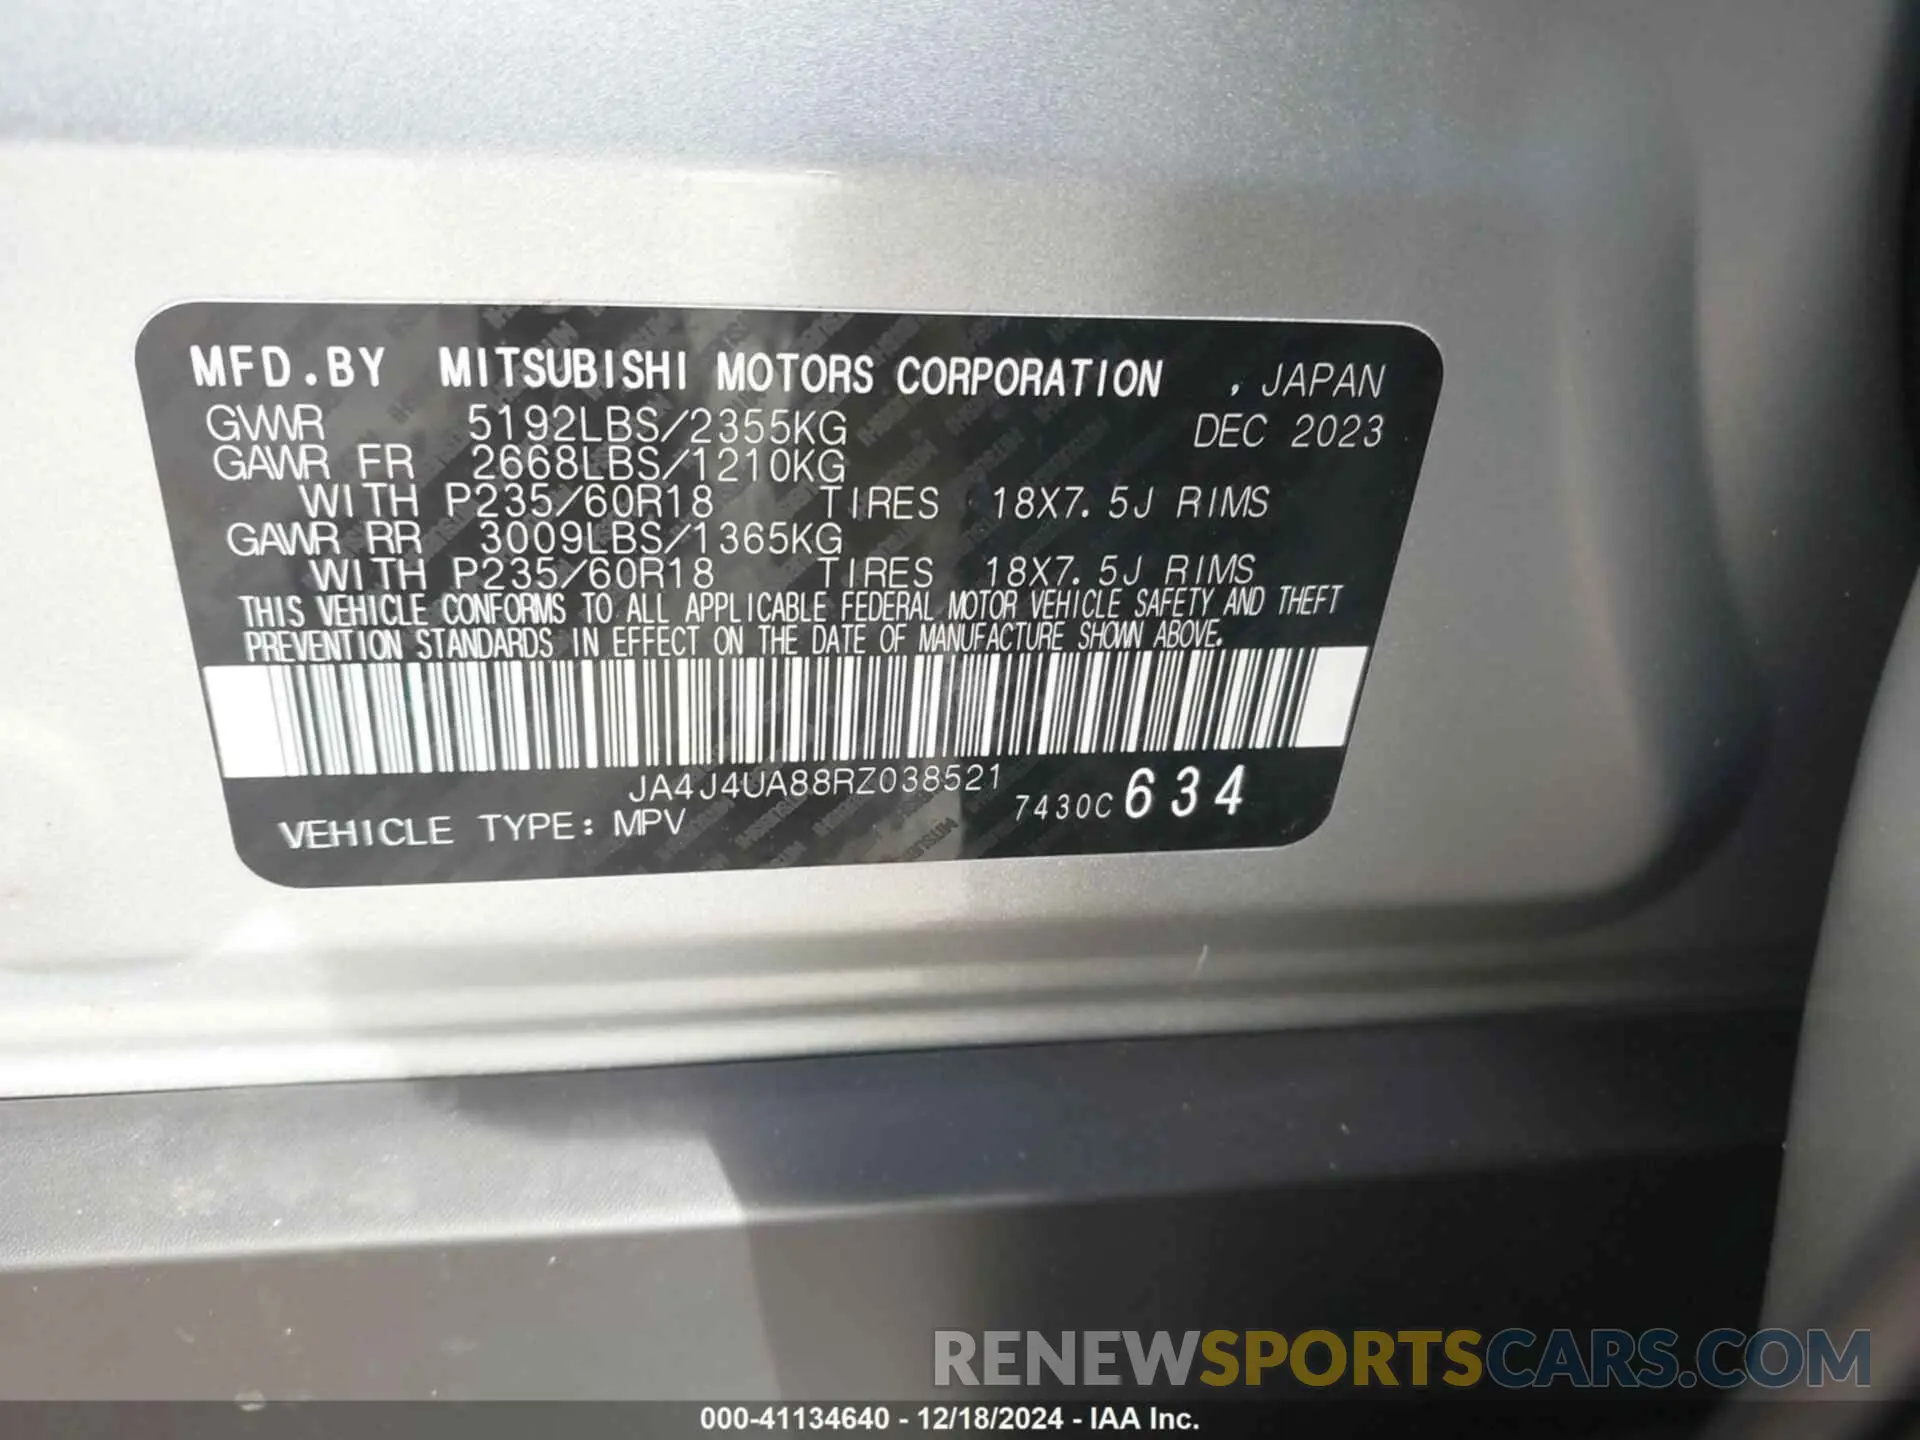 MFD.BY MITSUBISHI MOTORS CORPORATION , JAPAN
GVWR 5192LBS/2355KG DEC 2023
GAWR FR 2668LBS/1210KG
WITH P235/60R18 TIRES 18X7.5J RIMS
GAWR RR 3009LBS/1365KG
WITH P235/60R18 TIRES 18X7.5J RIMS
THIS VEHICLE CONFORMS TO ALL APPLICABLE FEDERAL MOTOR VEHICLE SAFETY AND THEFT
PREVENTION STANDARDS IN EFFECT ON THE DATE OF MANUFACTURE SHOWN ABOVE.
JA4J4UA88RZ038521
7430C 634
VEHICLE TYPE: MPV
RENEWSPORTSCARS.COM
000-41134640 - 12/18/2024 - IAA Inc.